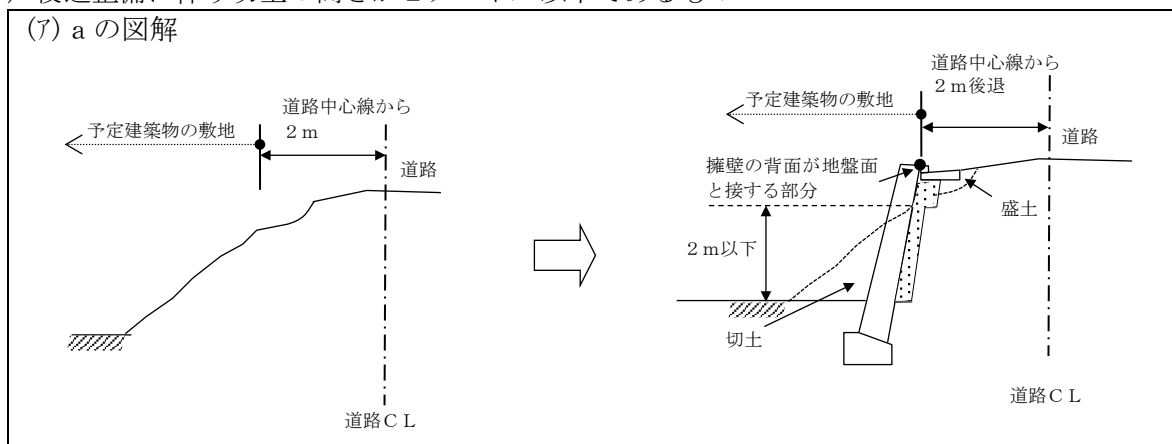 (ｱ) a の図解
道路中心線から
２ｍ
予定建築物の敷地
道路
道路ＣＬ
道路中心線から
２ｍ後退
予定建築物の敷地
道路
擁壁の背面が地盤面
と接する部分
盛土
２ｍ以下
切土
道路ＣＬ